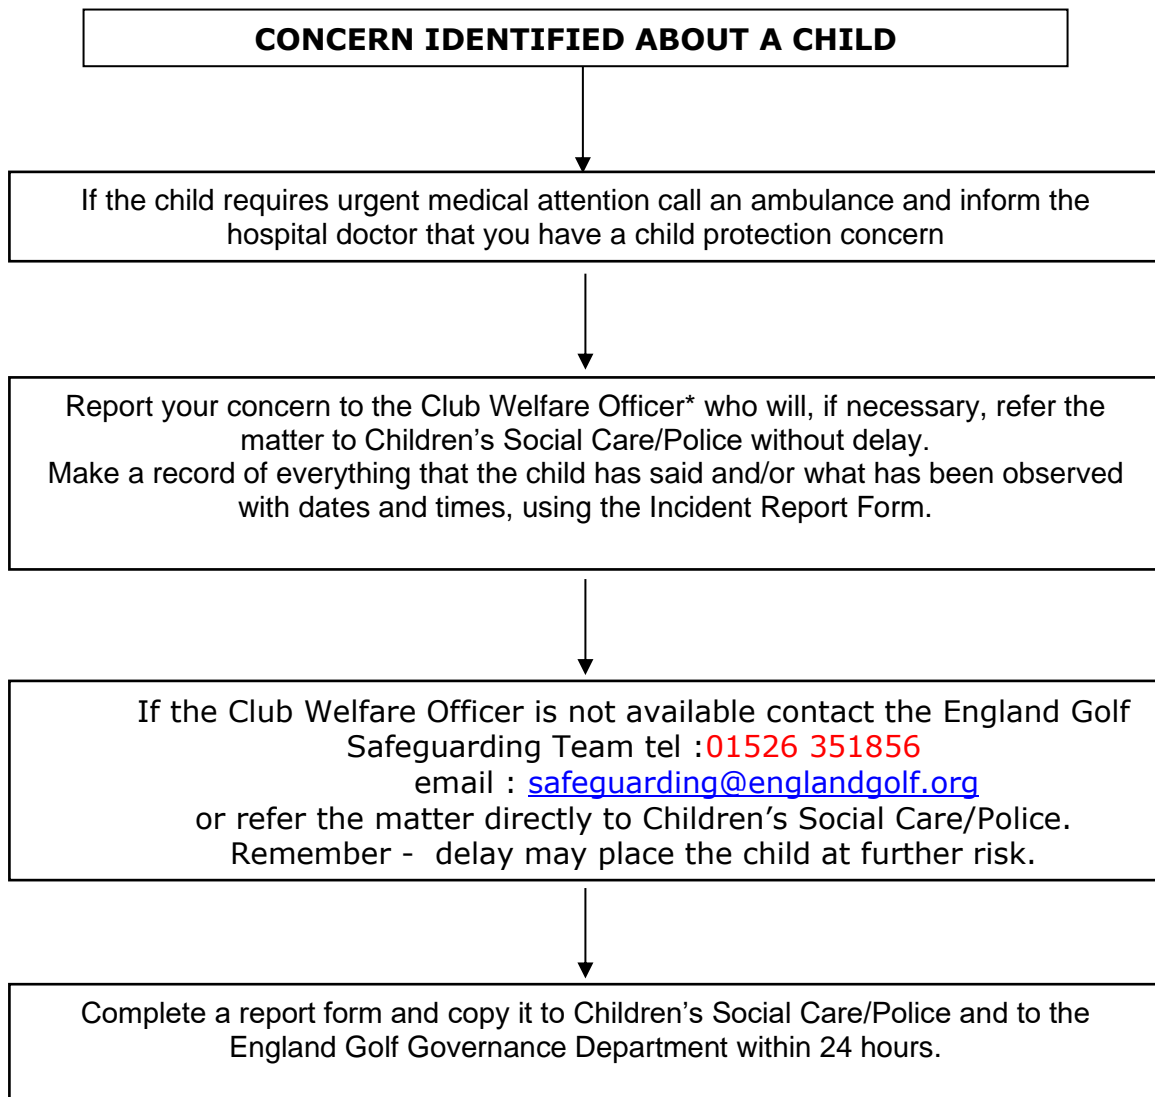 CONCERN IDENTIFIED ABOUT A CHILD
If the child requires urgent medical attention call an ambulance and inform the
hospital doctor that you have a child protection concern
Report your concern to the Club Welfare Officer* who will, if necessary, refer the
matter to Children’s Social Care/Police without delay.
Make a record of everything that the child has said and/or what has been observed
with dates and times, using the Incident Report Form.
If the Club Welfare Officer is not available contact the England Golf
Safeguarding Team tel :01526 351856
email : safeguarding@englandgolf.org
or refer the matter directly to Children’s Social Care/Police.
Remember -  delay may place the child at further risk.
Complete a report form and copy it to Children’s Social Care/Police and to the
England Golf Governance Department within 24 hours.